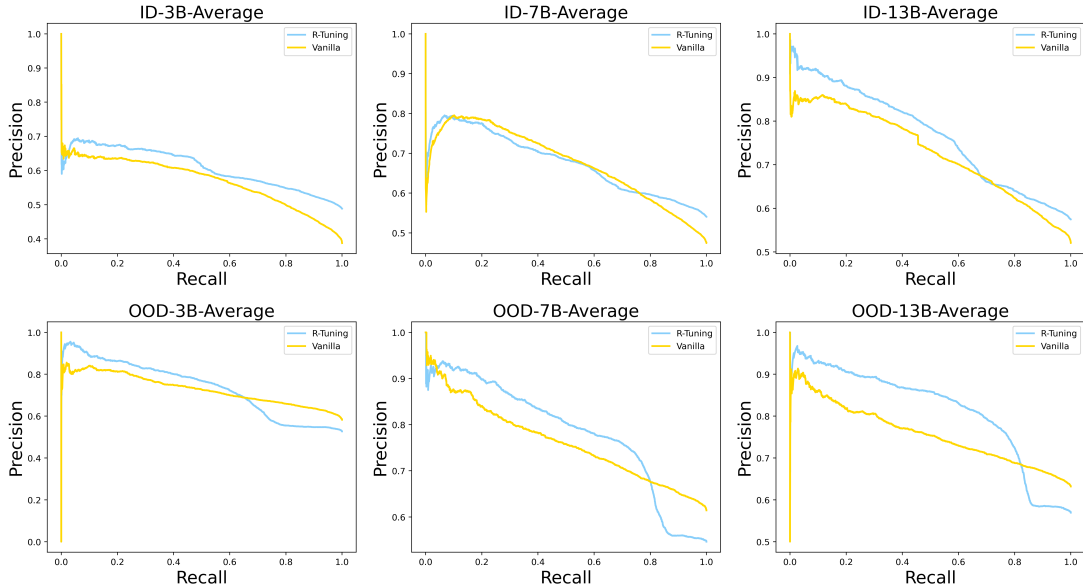 ID-3B-Average
R-Tuning
Vanilla
1.0
0.9
0.8
0.7
0.6
0.5
0.4
Precision
0.0 0.2 0.4 0.6 0.8 1.0
Recall
ID-7B-Average
R-Tuning
Vanilla
1.0
0.9
0.8
0.7
0.6
0.5
Precision
0.0 0.2 0.4 0.6 0.8 1.0
Recall
ID-13B-Average
R-Tuning
Vanilla
1.0
0.9
0.8
0.7
0.6
0.5
Precision
0.0 0.2 0.4 0.6 0.8 1.0
Recall
OOD-3B-Average
R-Tuning
Vanilla
1.0
0.8
0.6
0.4
0.2
0.0
Precision
0.0 0.2 0.4 0.6 0.8 1.0
Recall
OOD-7B-Average
R-Tuning
Vanilla
1.0
0.9
0.8
0.7
0.6
Precision
0.0 0.2 0.4 0.6 0.8 1.0
Recall
OOD-13B-Average
R-Tuning
Vanilla
1.0
0.9
0.8
0.7
0.6
0.5
Precision
0.0 0.2 0.4 0.6 0.8 1.0
Recall